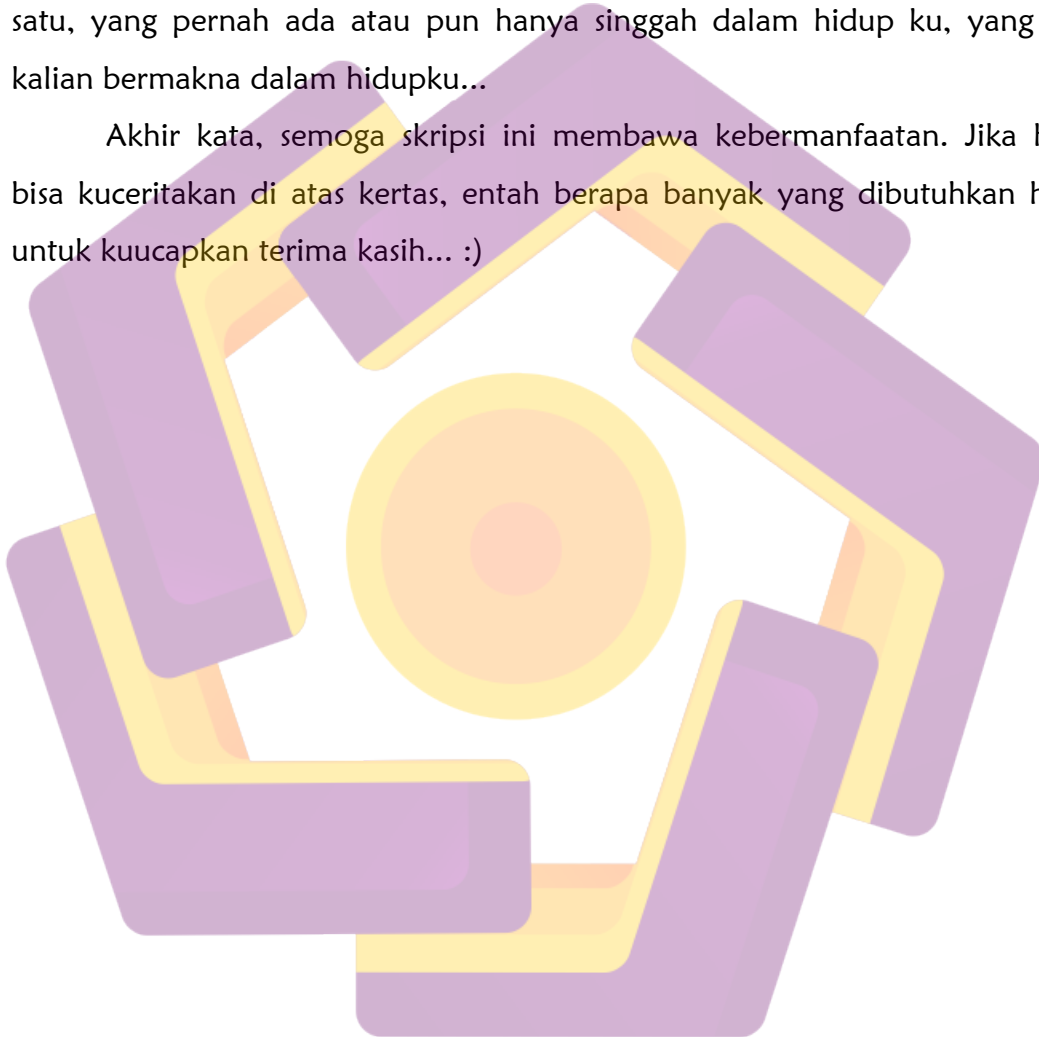 satu, yang pernah ada atau pun hanya singgah dalam hidup ku, yang
kalian bermakna dalam hidupku...
Akhir kata, semoga skripsi ini membawa kebermanfaatan. Jika
bisa kuceritakan di atas kertas, entah berapa banyak yang dibutuhkan
untuk kuucapkan terima kasih... :)